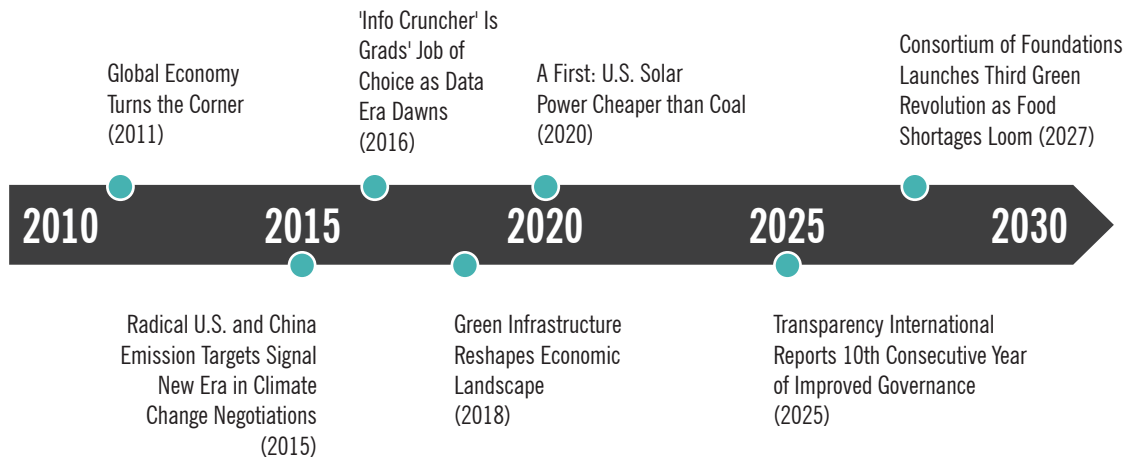 Global Economy
Turns the Corner
(2011)
'Info Cruncher' Is
Grads' Job of
Choice as Data
Era Dawns
(2016)
A First: U.S. Solar
Power Cheaper than Coal
(2020)
Consortium of Foundations
Launches Third Green
Revolution as Food
Shortages Loom (2027)
2010 2015 2020 2025 2030
Radical U.S. and China
Emission Targets Signal
New Era in Climate
Change Negotiations
(2015)
Green Infrastructure
Reshapes Economic
Landscape
(2018)
Transparency International
Reports 10th Consecutive Year
of Improved Governance
(2025)